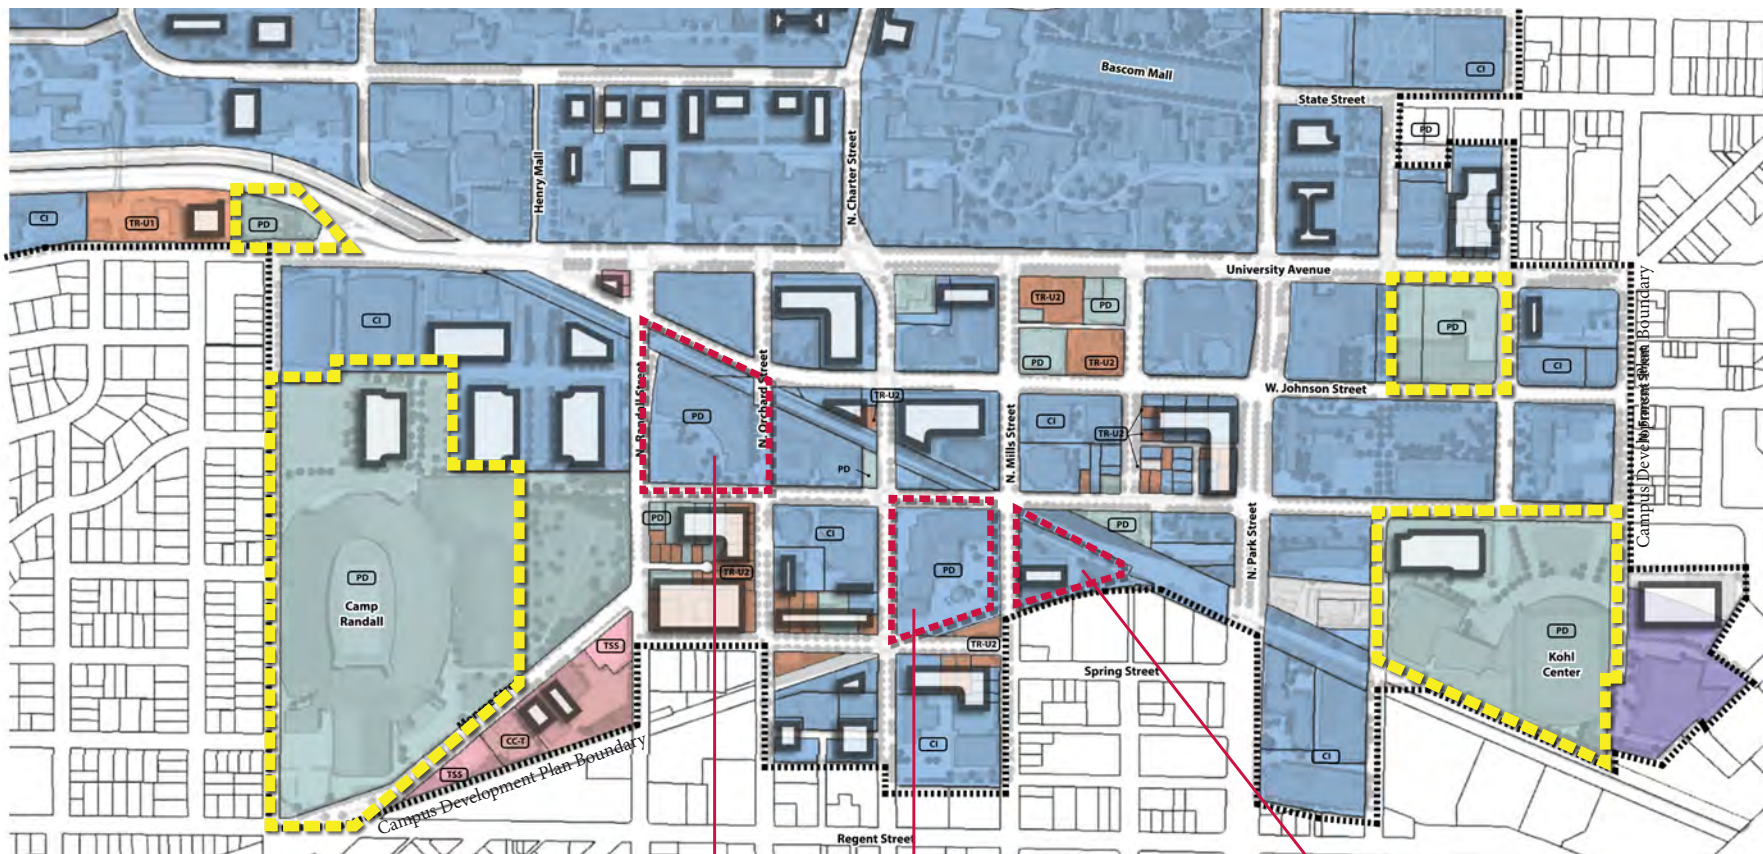 Bascom Mall
CI
State Street
PD
Henry Mall
N. Charter Street
CI
TR-U1
PD
University Avenue
Campus Development Plan Boundary
CI
TR-U2
PD
PD
TR-U2
PD
CI
W. Johnson Street
N. Randall Street
N. Orchard Street
PD
TR-U2
PD
N. Mills Street
CI
TR-U2
PD
CI
PD
N. Park Street
PD
Camp
Randall
TR-U2
PD
PD
Kohl
Center
TSS
TR-U2
Spring Street
CC-T
TSS
CI
CI
Campus Development Plan Boundary
Regent Street